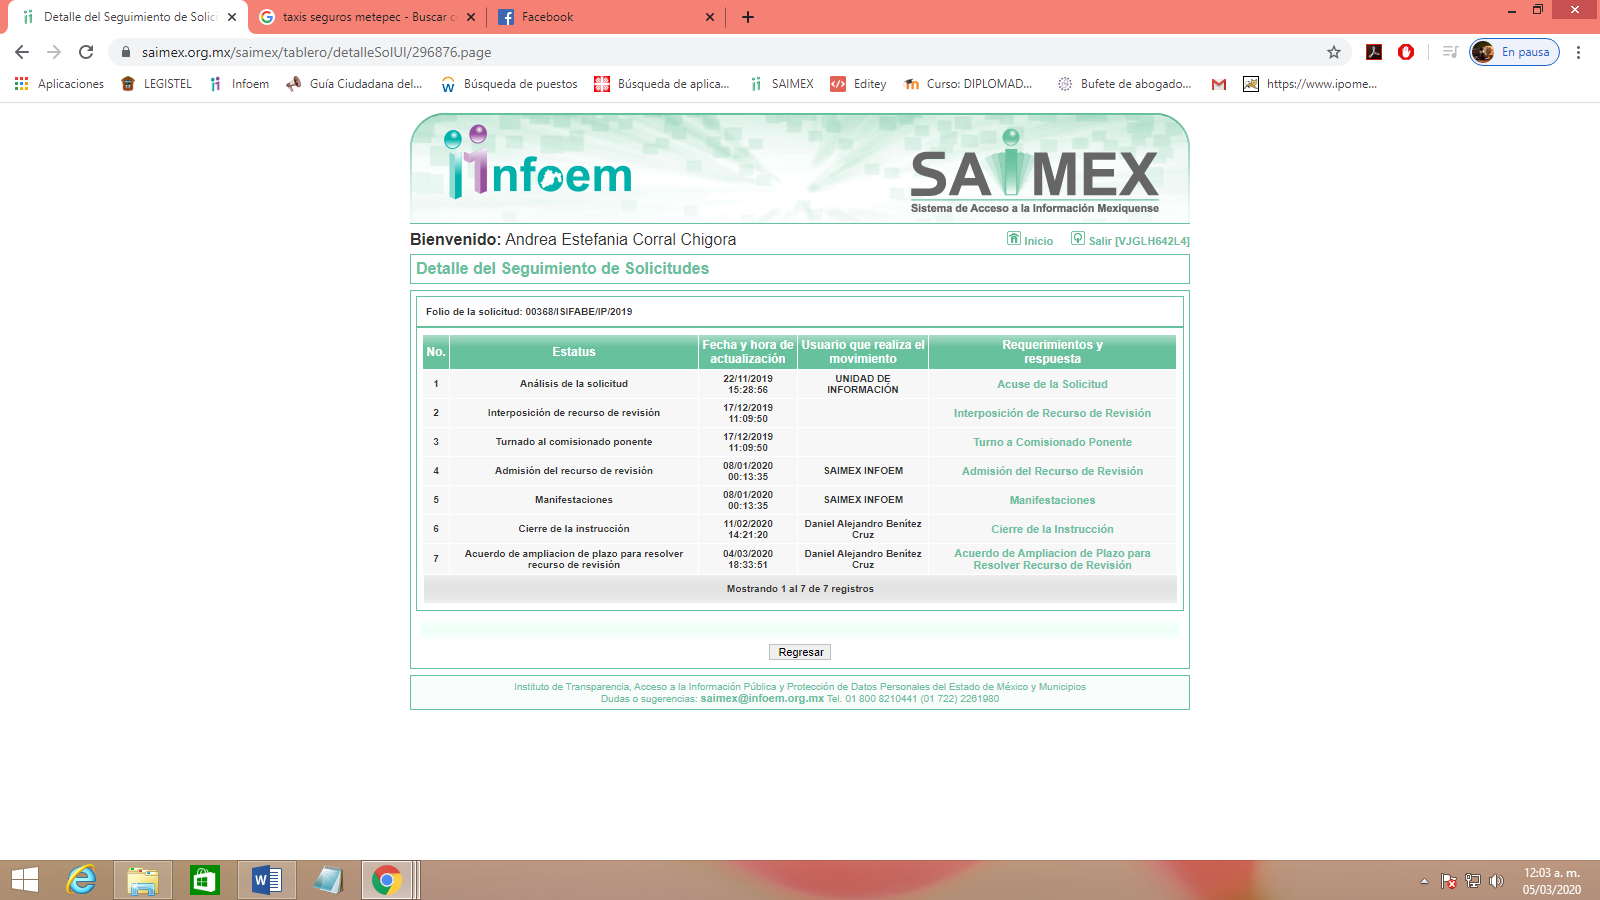 Detalle del Seguimiento de Solici
taxis seguros metepec - Buscar c
Facebook
saimex.org.mx/saimex/tablero/detalleSolUI/296876.page
En pausa
Aplicaciones
LEGISTEL
Infoem
Guía Ciudadana del...
Búsqueda de puestos
Búsqueda de aplica...
SAIMEX
Editey
Curso: DIPLOMAD...
Bufete de abogado...
https://www.ipome...
infoem
SAIMEX
Sistema de Acceso a la Información Mexiquense
Bienvenido: Andrea Estefania Corral Chigora
Inicio
Salir [VJGLH642L4]
Detalle del Seguimiento de Solicitudes
Folio de la solicitud: 00368/ISIFABE/IP/2019
No.
Estatus
Fecha y hora de
actualización
Usuario que realiza el
movimiento
Requerimientos y
respuesta
1
Análisis de la solicitud
22/11/2019
15:28:56
UNIDAD DE
INFORMACIÓN
Acuse de la Solicitud
2
Interposición de recurso de revisión
17/12/2019
11:09:50
Interposición de Recurso de Revisión
3
Turnado al comisionado ponente
17/12/2019
11:09:50
Turno a Comisionado Ponente
4
Admisión del recurso de revisión
08/01/2020
00:13:35
SAIMEX INFOEM
Admisión del Recurso de Revisión
5
Manifestaciones
08/01/2020
00:13:35
SAIMEX INFOEM
Manifestaciones
6
Cierre de la instrucción
11/02/2020
14:21:20
Daniel Alejandro Benítez
Cruz
Cierre de la Instrucción
7
Acuerdo de ampliacion de plazo para resolver
recurso de revisión
04/03/2020
18:33:51
Daniel Alejandro Benítez
Cruz
Acuerdo de Ampliacion de Plazo para
Resolver Recurso de Revisión
Mostrando 1 al 7 de 7 registros
Regresar
Instituto de Transparencia, Acceso a la Información Pública y Protección de Datos Personales del Estado de México y Municipios
Dudas o sugerencias: saimex@infoem.org.mx Tel. 01 800 8210441 (01 722) 2261980
12:03 a. m.
05/03/2020